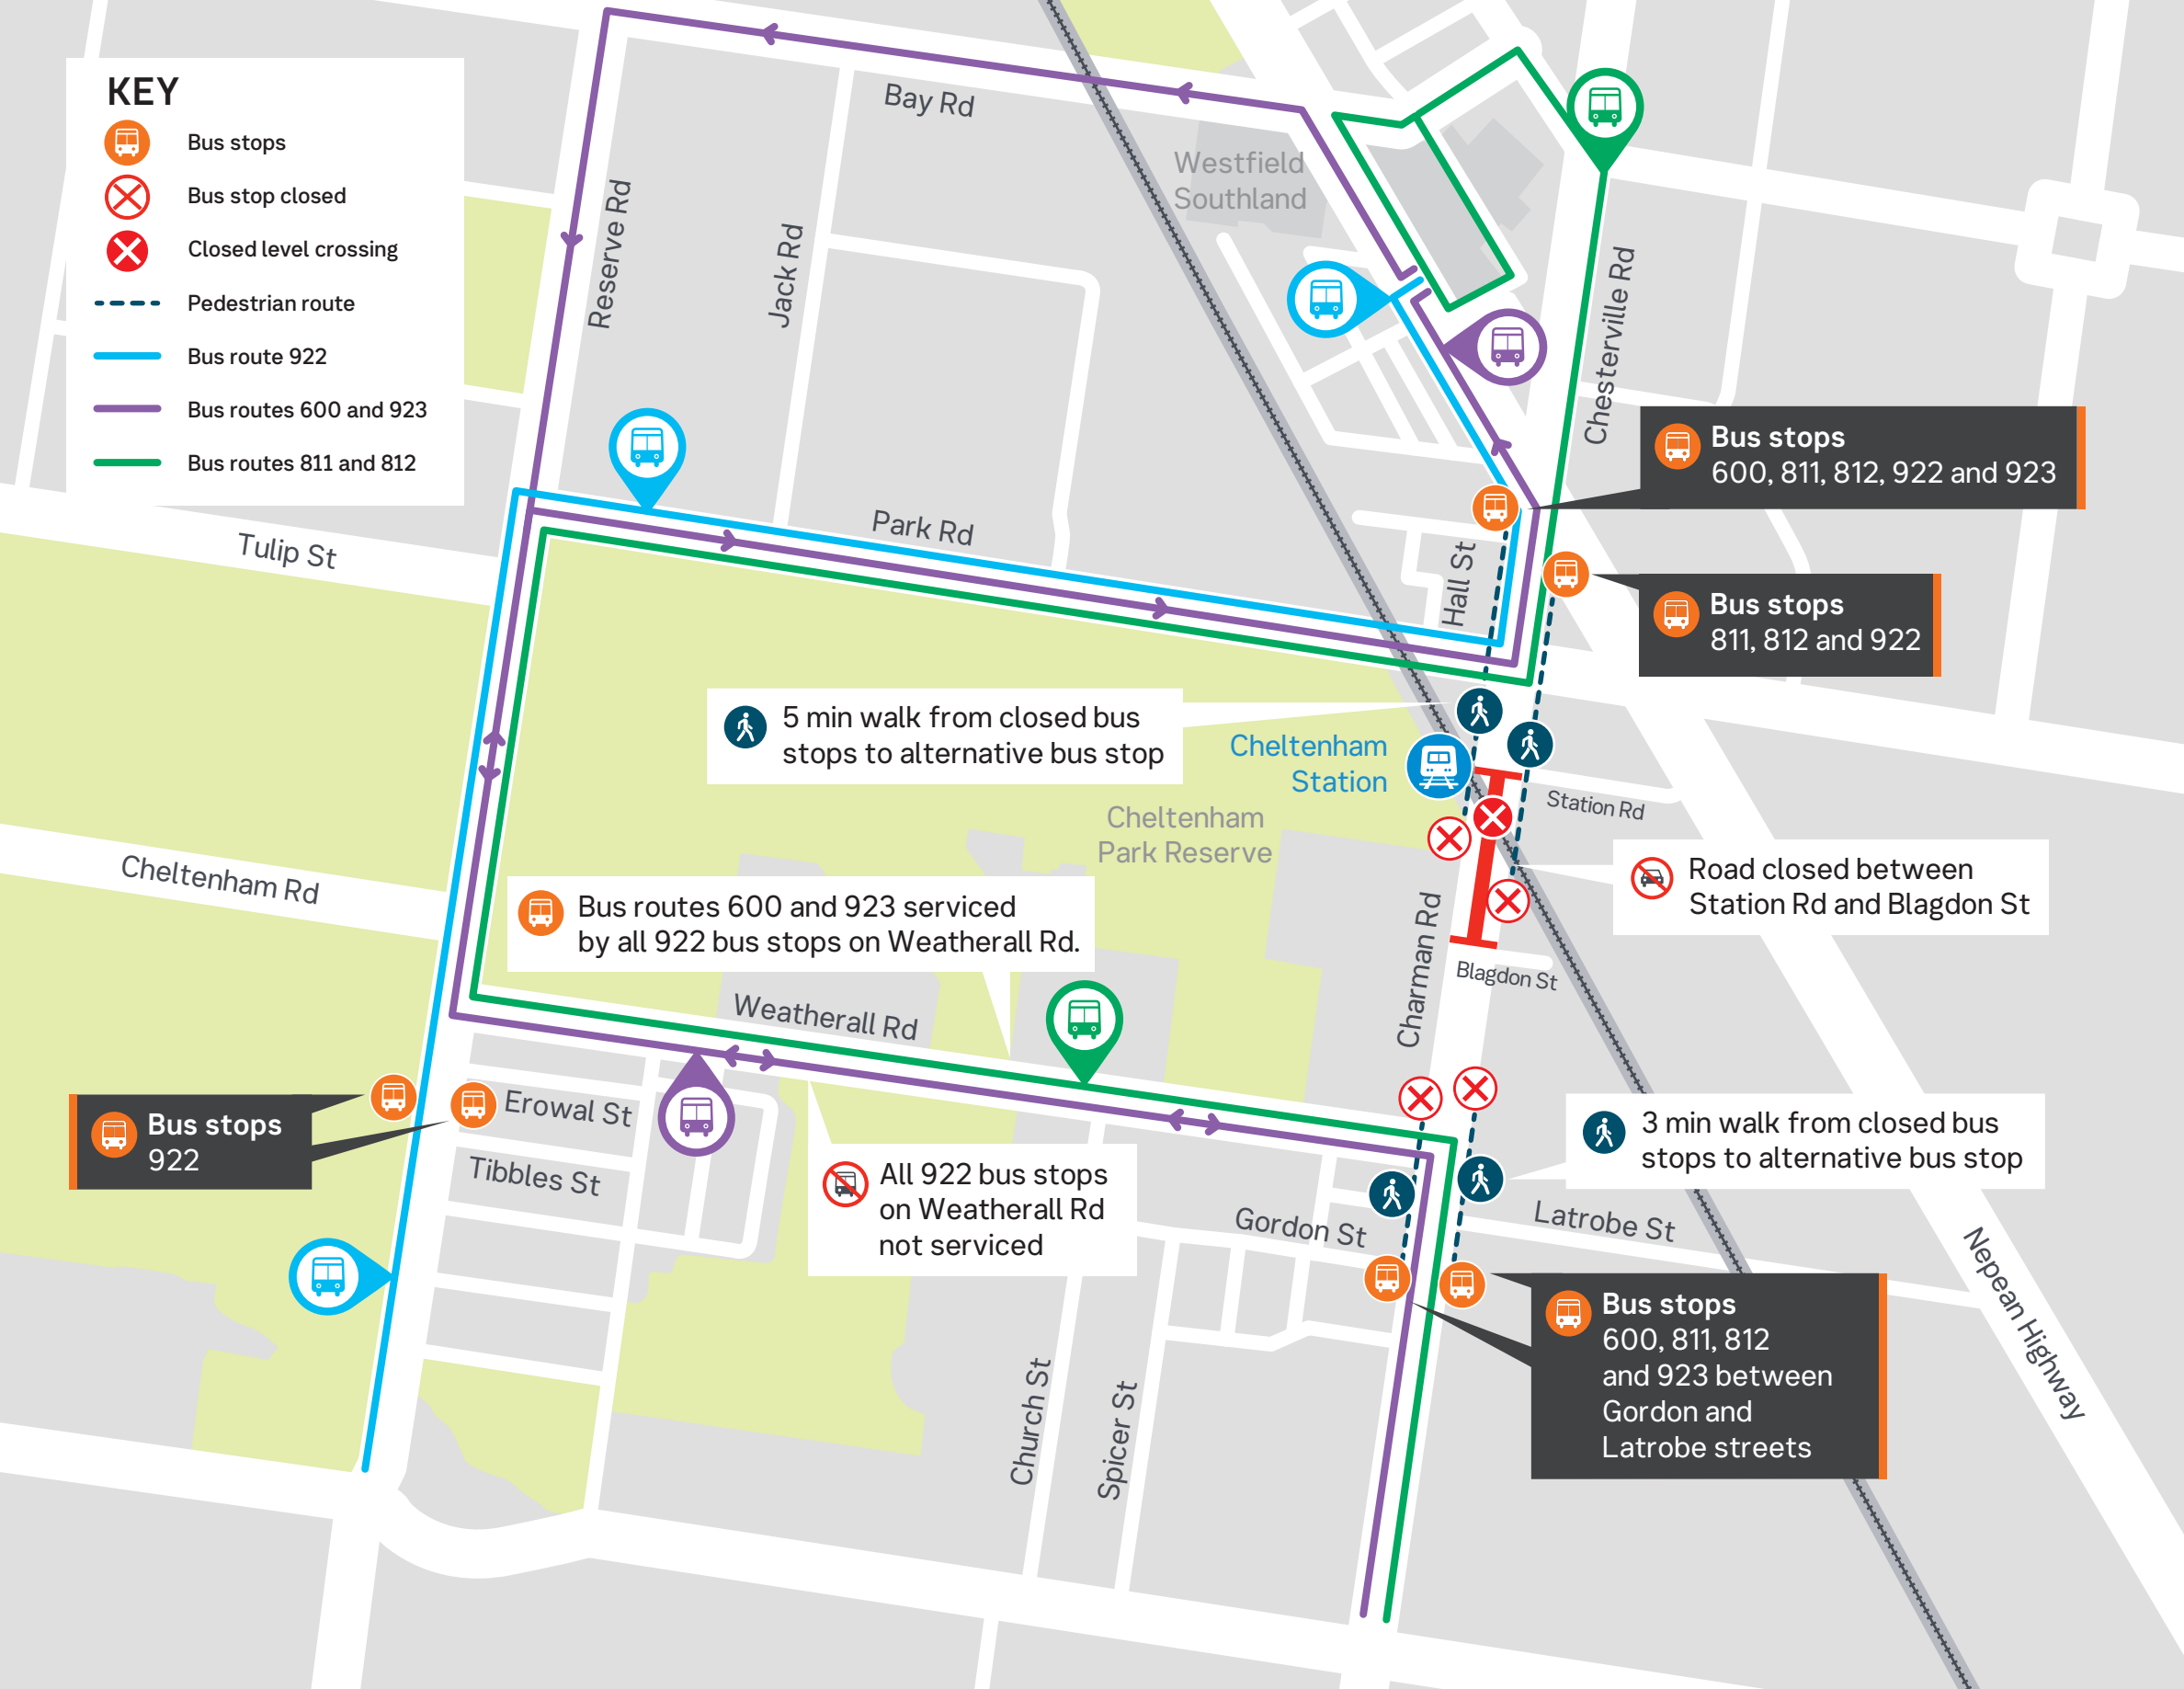 KEY
Bus stops
Bus stop closed
Closed level crossing
Pedestrian route
Bus route 922
Bus routes 600 and 923
Bus routes 811 and 812
Bay Rd
Westfield
Southland
Reserve Rd
Jack Rd
Chesterville Rd
Bus stops
600, 811, 812, 922 and 923
Park Rd
Tulip St
Hall St
Bus stops
811, 812 and 922
5 min walk from closed bus
stops to alternative bus stop
Cheltenham
Station
Station Rd
Cheltenham
Park Reserve
Cheltenham Rd
Road closed between
Station Rd and Blagdon St
Bus routes 600 and 923 serviced
by all 922 bus stops on Weatherall Rd.
Charman Rd
Blagdon St
Weatherall Rd
Erowal St
Bus stops
922
Tibbles St
3 min walk from closed bus
stops to alternative bus stop
All 922 bus stops
on Weatherall Rd
not serviced
Gordon St
Latrobe St
Nepean Highway
Bus stops
600, 811, 812
and 923 between
Gordon and
Latrobe streets
Church St
Spicer St